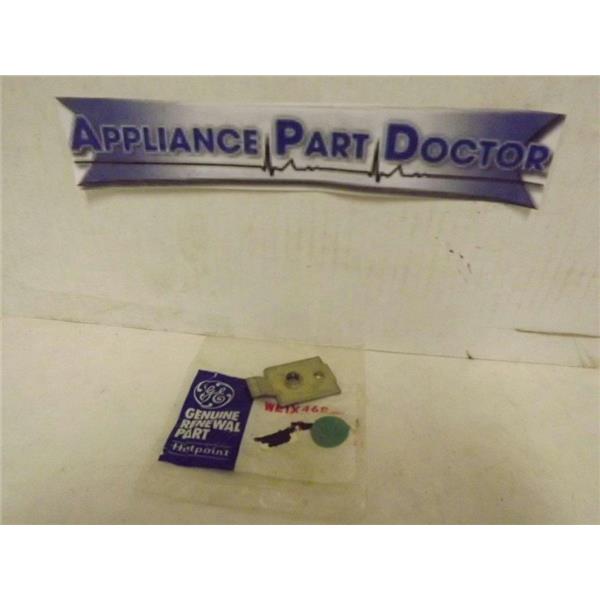 APPLIANCE PART DOCTOR
GE
GENUINE
RENEWAL
PART
Hotpoint